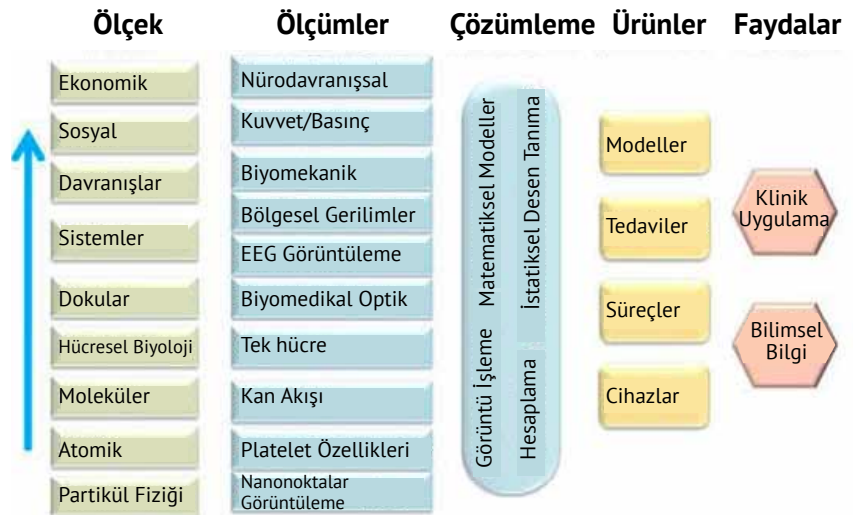 Ölçek
Ölçümler
Çözümleme
Ürünler
Faydalar
Ekonomik
Sosyal
Davranışlar
Sistemler
Dokular
Hücresel Biyoloji
Moleküler
Atomik
Partikül Fiziği
Nürodavranışsal
Kuvvet/Basınç
Biyomekanik
Bölgesel Gerilimler
EEG Görüntüleme
Biyomedikal Optik
Tek hücre
Kan Akışı
Platelet Özellikleri
Nanonoktalar
Görüntüleme
Matematiksel Modeller
İstatiksel Desen Tanıma
Görüntü İşleme
Hesaplama
Modeller
Tedaviler
Süreçler
Cihazlar
Klinik
Uygulama
Bilimsel
Bilgi